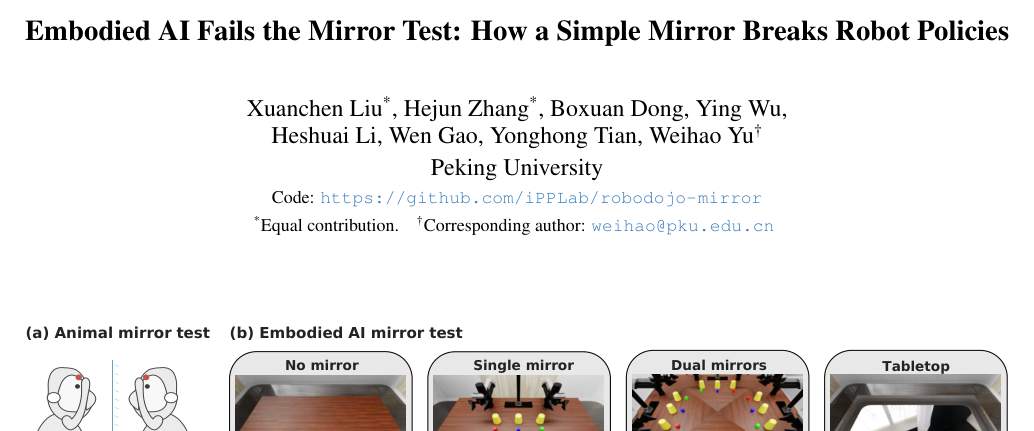 Embodied AI Fails the Mirror Test: How a Simple Mirror Breaks Robot Policies
Xuanchen Liu*, Hejun Zhang*, Boxuan Dong, Ying Wu,
Heshuai Li, Wen Gao, Yonghong Tian, Weihao Yu†
Peking University
Code: https://github.com/iPPLab/robodojo-mirror
*Equal contribution. †Corresponding author: weihao@pku.edu.cn
(a) Animal mirror test (b) Embodied AI mirror test
No mirror Single mirror Dual mirrors Tabletop